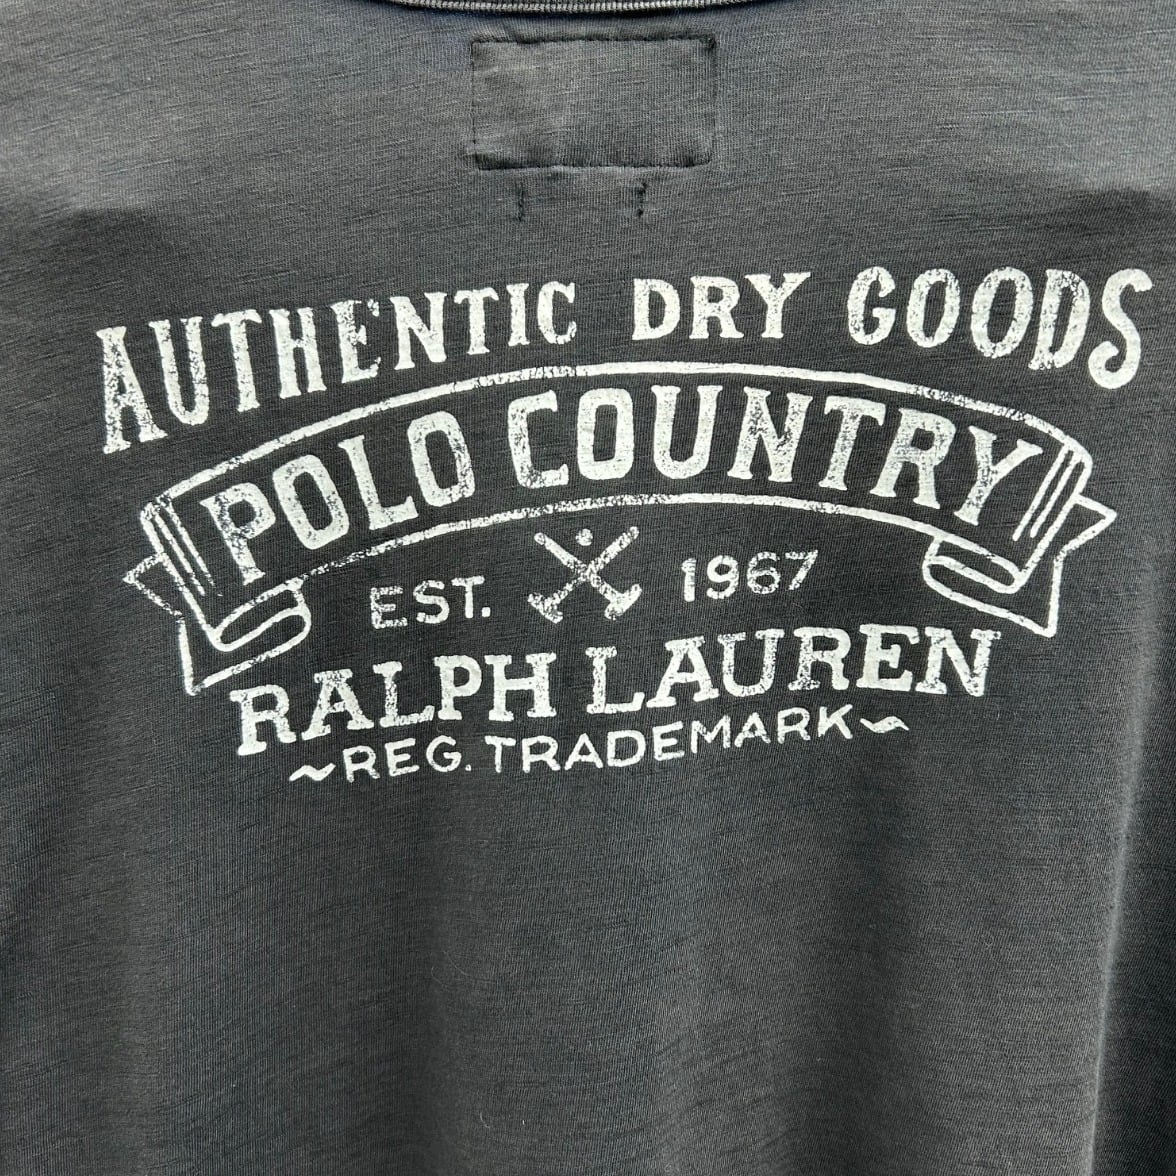 AUTHENTIC DRY GOODS
POLO COUNTRY
EST. 1967
RALPH LAUREN
~REG. TRADEMARK~